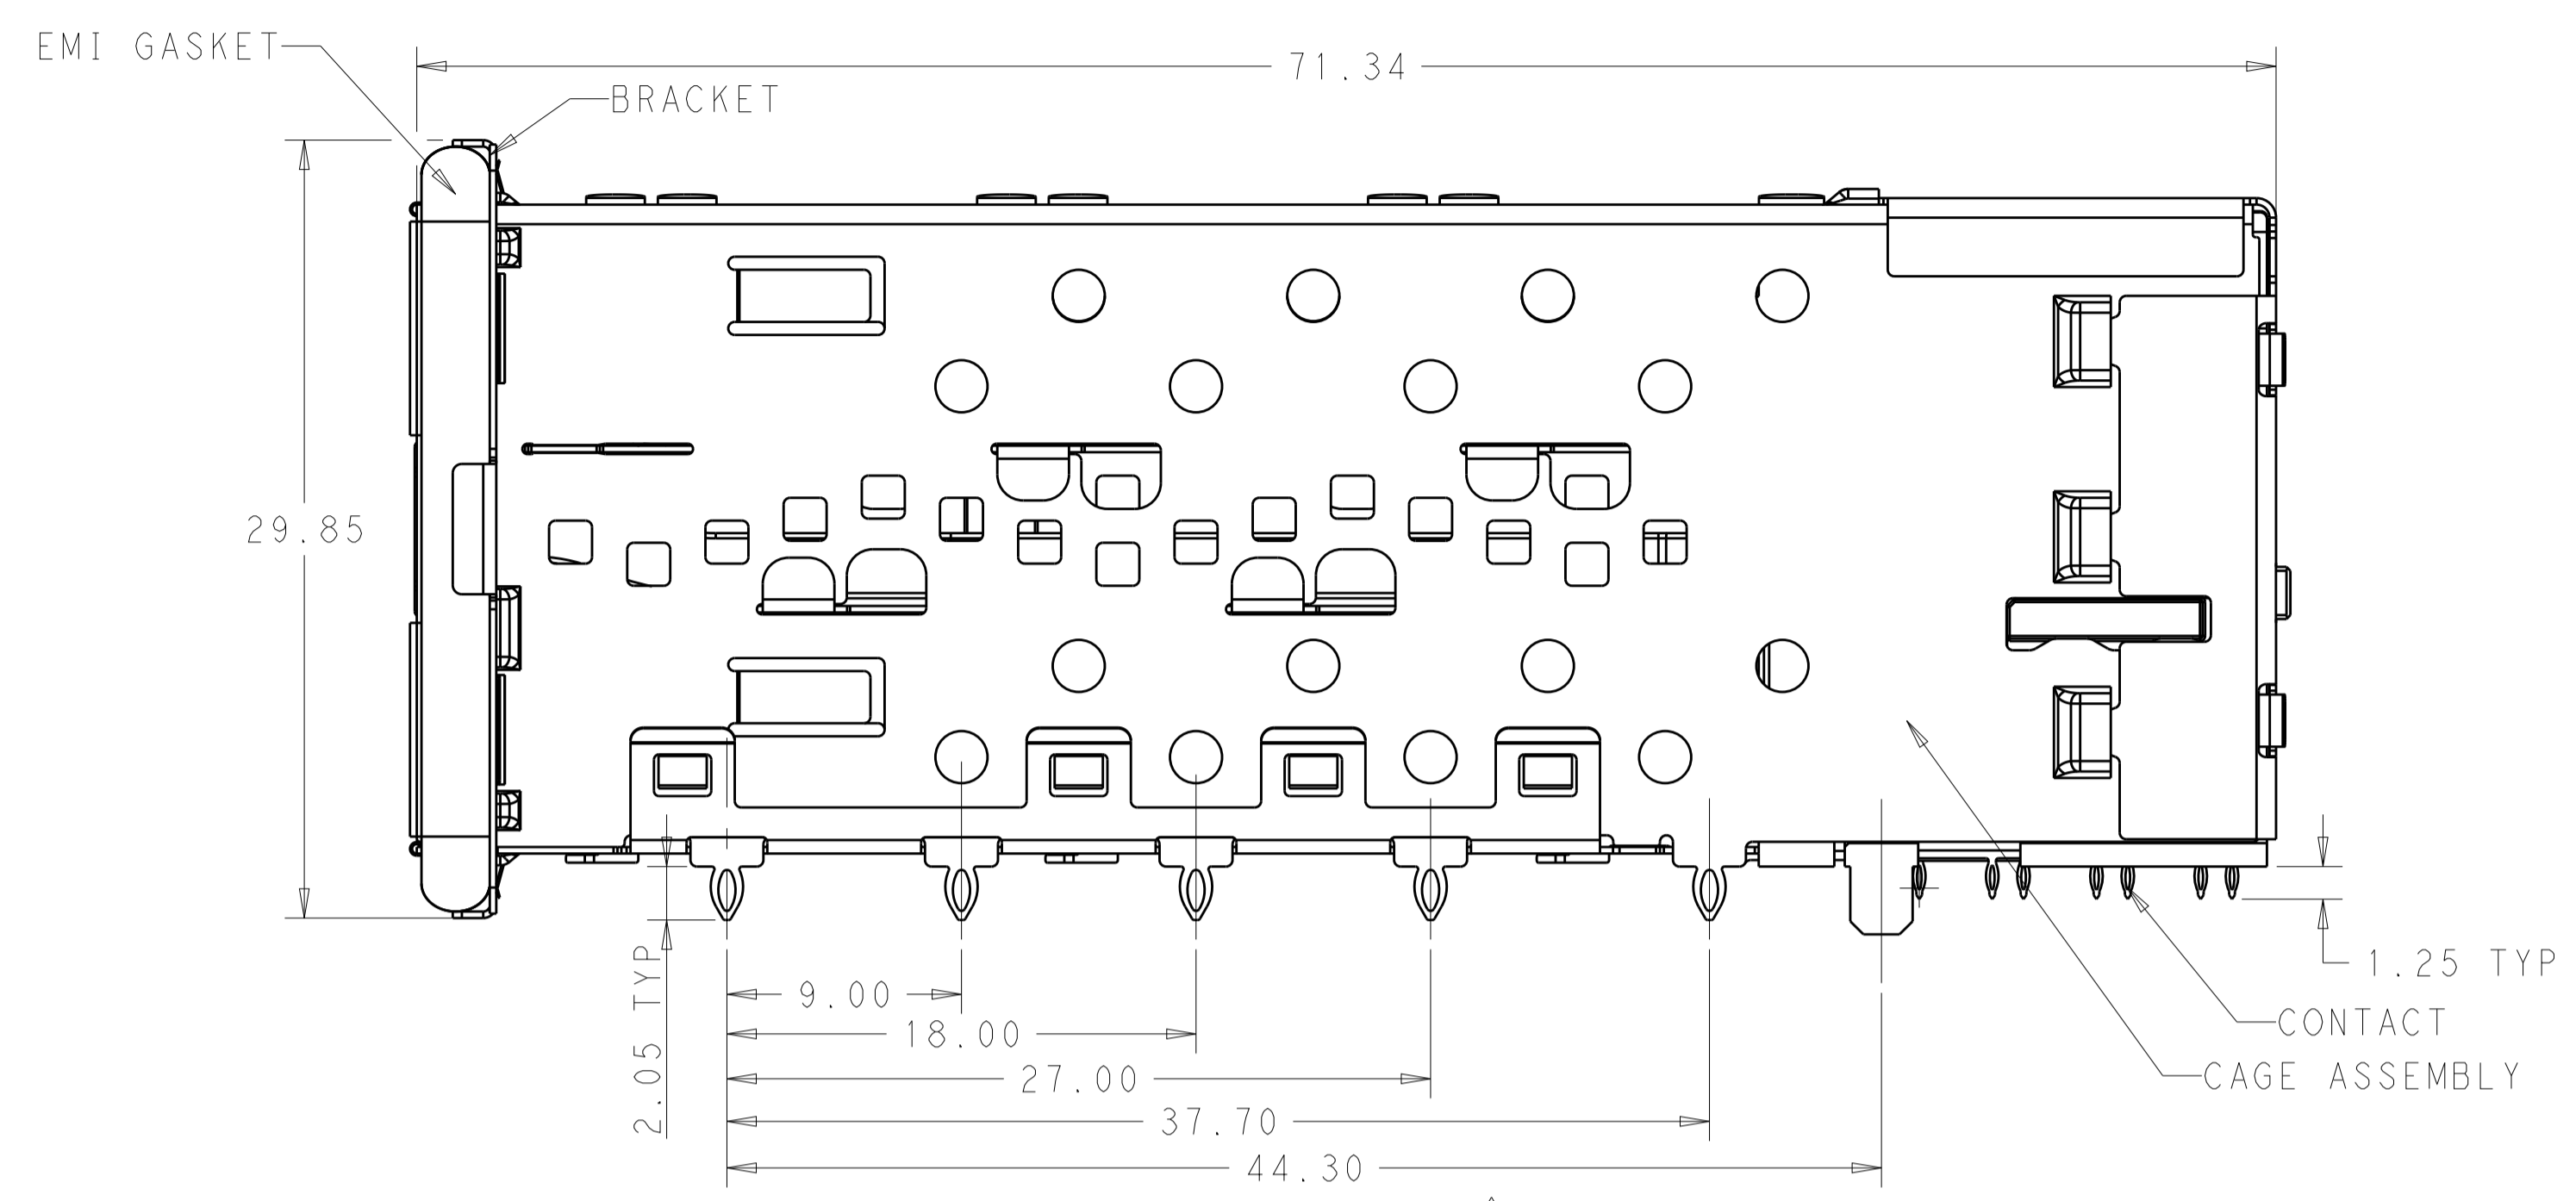 EMI GASKET
71.34
BRACKET
29.85
2.05 TYP
9.00
18.00
27.00
37.70
44.30
1.25 TYP
CONTACT
CAGE ASSEMBLY